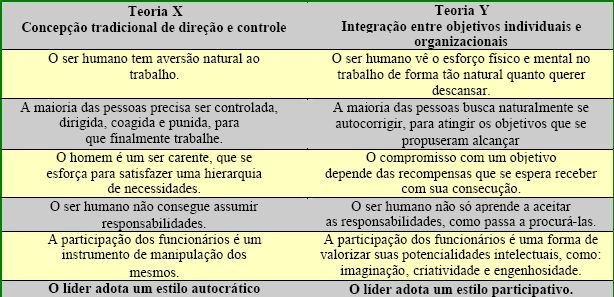 Teoria X
Concepção tradicional de direção e controle
Teoria Y
Integração entre objetivos individuais e
organizacionais
O ser humano tem aversão natural ao
trabalho.
O ser humano vê o esforço físico e mental no
trabalho de forma tão natural quanto querer
descansar.
A maioria das pessoas precisa ser controlada,
dirigida, coagida e punida, para
que finalmente trabalhe.
A maioria das pessoas busca naturalmente se
autocorrigir, para atingir os objetivos que se
propuseram alcançar
O homem é um ser carente, que se
esforça para satisfazer uma hierarquia
de necessidades.
O compromisso com um objetivo
depende das recompensas que se espera receber
com sua consecução.
O ser humano não consegue assumir
responsabilidades.
O ser humano não só aprende a aceitar
as responsabilidades, como passa a procurá-las.
A participação dos funcionários é um
instrumento de manipulação dos
mesmos.
A participação dos funcionários é uma forma de
valorizar suas potencialidades intelectuais, como:
imaginação, criatividade e engenhosidade.
O líder adota um estilo autocrático
O líder adota um estilo participativo.